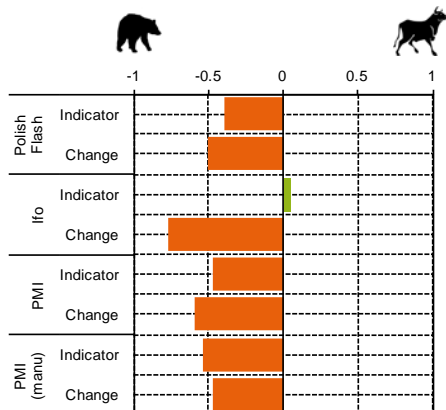 -1 -0.5 0 0.5 1
Polish
Flash
Indicator
Change
Ifo
Indicator
Change
PMI
Indicator
Change
PMI
(manu)
Indicator
Change